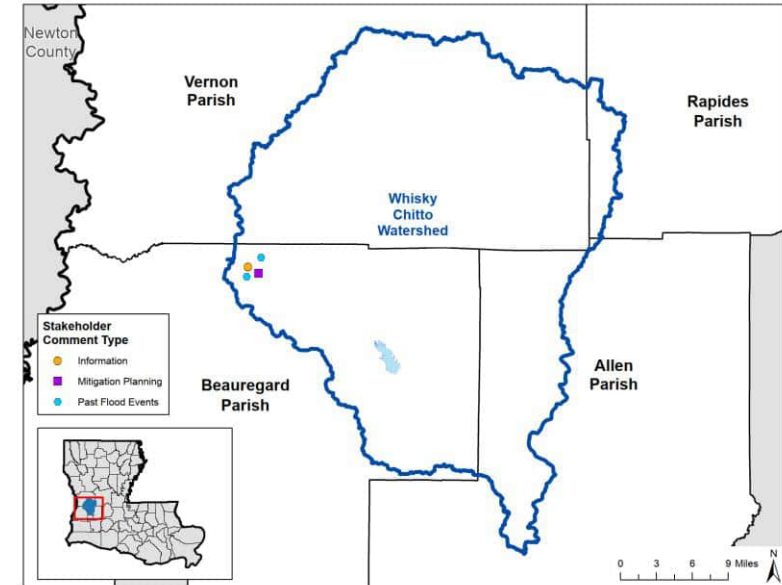 Newton
County
Vernon
Parish
Rapides
Parish
Whisky
Chitto
Watershed
Stakeholder
Comment Type
Information
Mitigation Planning
Past Flood Events
Beauregard
Parish
Allen
Parish
N
0 3 6 9 Miles